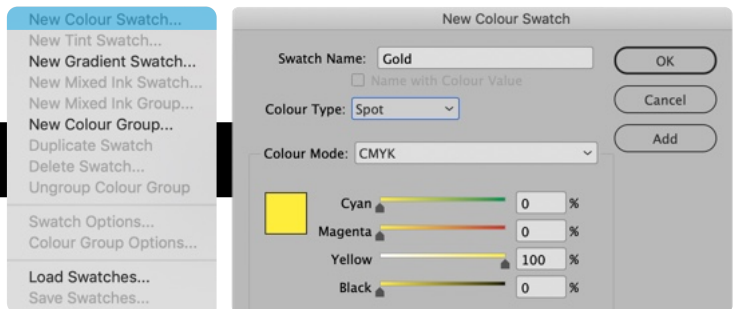 New Colour Swatch...
New Tint Swatch...
New Gradient Swatch...
New Mixed Ink Swatch...
New Mixed Ink Group...
New Colour Group...
Duplicate Swatch
Delete Swatch...
Ungroup Colour Group
Swatch Options...
Colour Group Options...
Load Swatches...
Save Swatches...
New Colour Swatch
Swatch Name: Gold
Name with Colour Value
Colour Type: Spot
Colour Mode: CMYK
Cyan 0 %
Magenta 0 %
Yellow 100 %
Black 0 %
OK
Cancel
Add